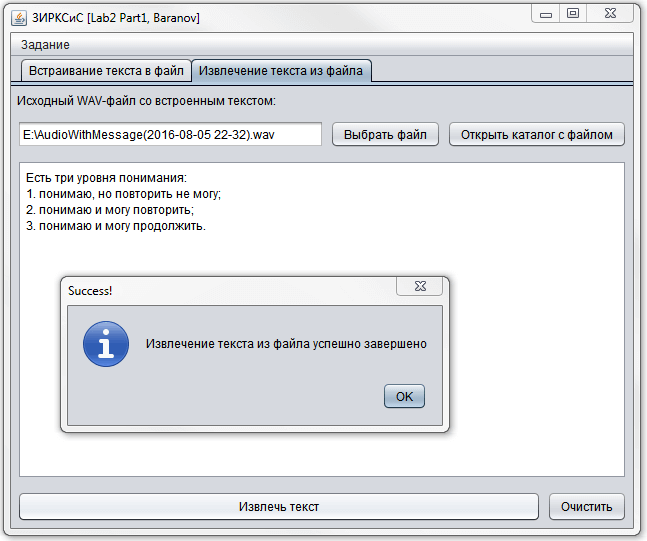 ЗИРКСиС [Lab2 Part1, Baranov]
Задание
Встраивание текста в файл
Извлечение текста из файла
Исходный WAV-файл со встроенным текстом:
E:\AudioWithMessage(2016-08-05 22-32).wav
Выбрать файл
Открыть каталог с файлом
Есть три уровня понимания:
1. понимаю, но повторить не могу;
2. понимаю и могу повторить;
3. понимаю и могу продолжить.
Success!
Извлечение текста из файла успешно завершено
OK
Извлечь текст
Очистить